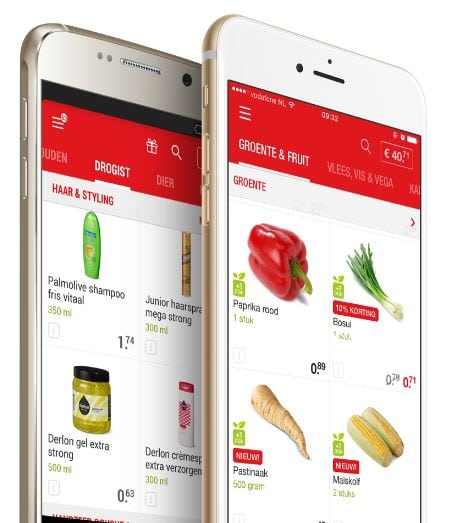 OUDEN DROGIST DIER
HAAR & STYLING
Palmolive shampoo
fris vitaal
350 ml
1.74
Junior haarspra
mega strong
300 ml
Derlon gel extra
strong
500 ml
0.63
Derlon crèmesp
extra verzorgen
300 ml
vodafone NL 09:32
€ 40.71
GROENTE & FRUIT VLEES, VIS & VEGA KA
GROENTE
Paprika rood
1 stuk
0.89
10% KORTING
Bosui
0.79 0.71
NIEUW!
Pastinaak
500 gram
NIEUW!
Maiskolf
2 stuks